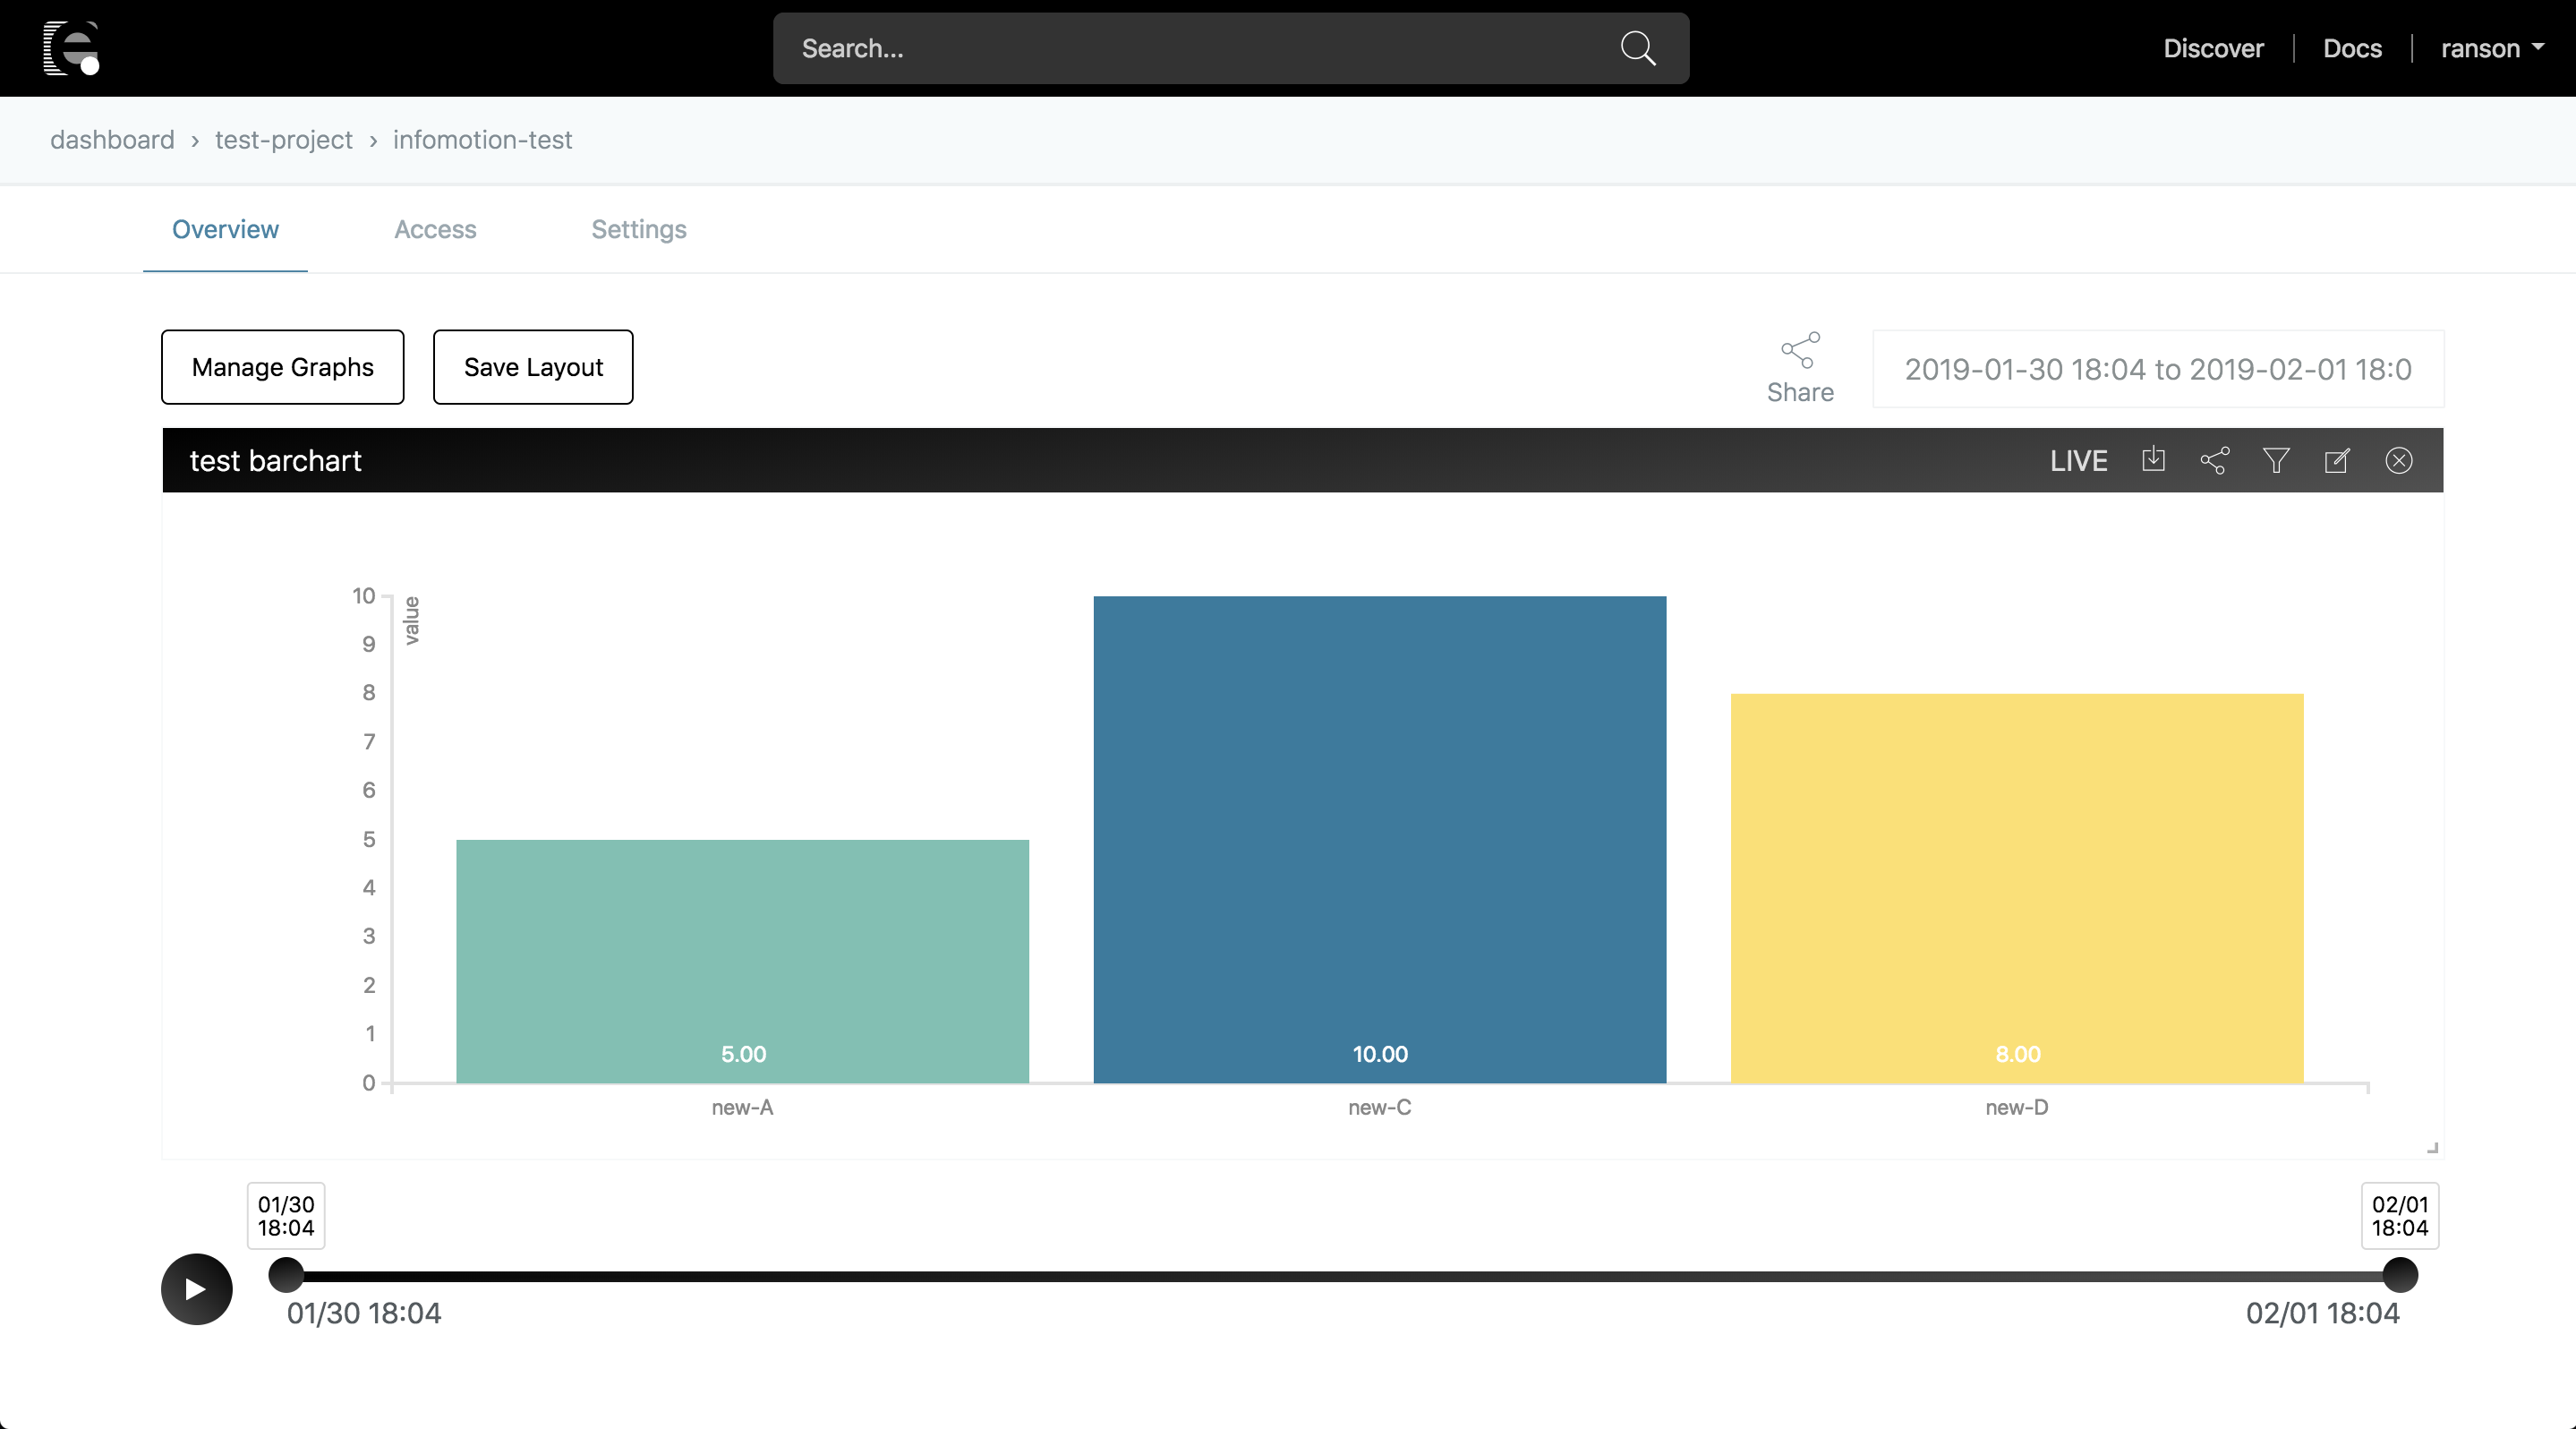 Search...
Discover
Docs
ranson
dashboard › test-project › infomotion-test
Overview
Access
Settings
Manage Graphs
Save Layout
Share
2019-01-30 18:04 to 2019-02-01 18:0
test barchart
LIVE
value
10
9
8
7
6
5
4
3
2
1
0
5.00
10.00
8.00
new-A
new-C
new-D
01/30
18:04
02/01
18:04
01/30 18:04
02/01 18:04